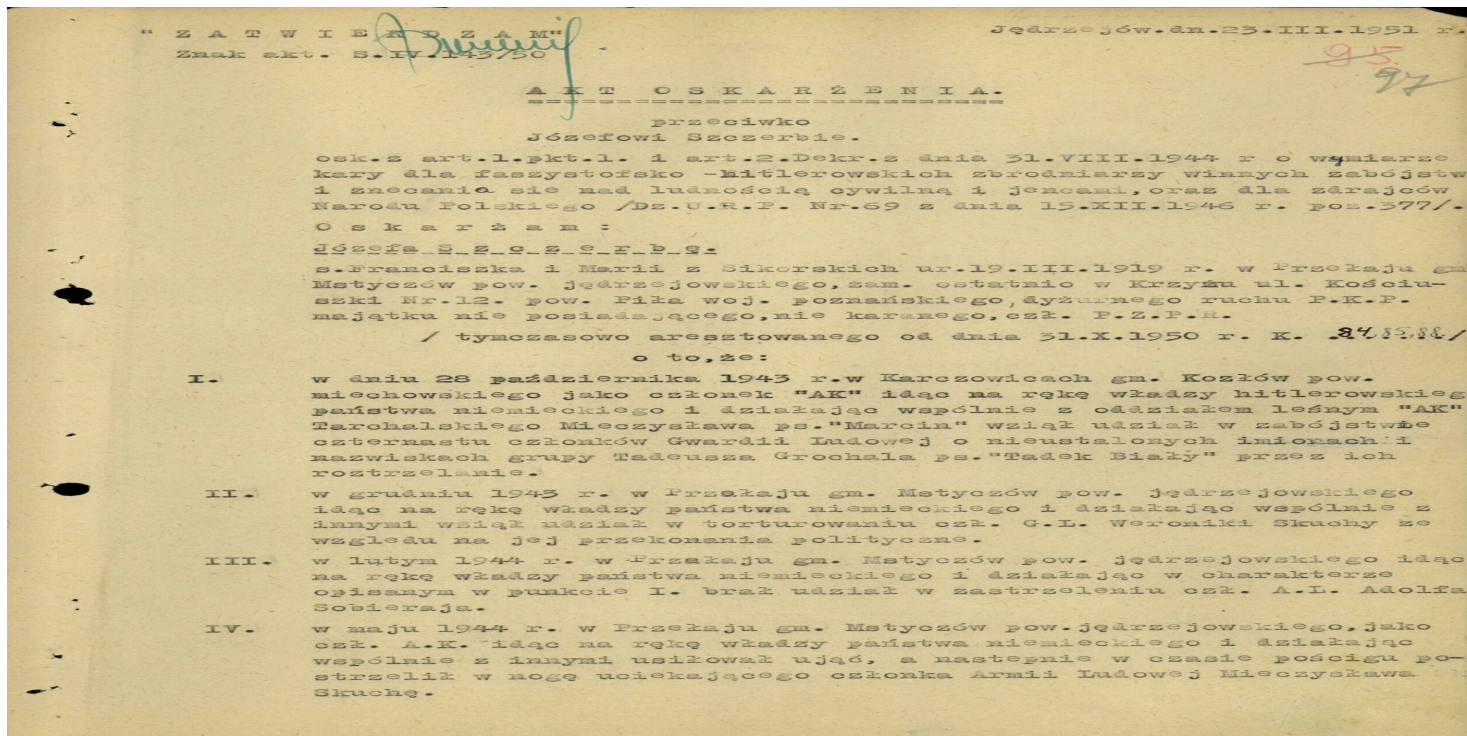 " Z A T W I E R D Z A M"
Jędrzejów.dn.23.III.1951 r.
Znak akt. S.IV.143/50
95.
97
A K T O S K A R Ż E N I A.
przeciwko
Józefowi Szczerbie.
osk.z art.1.pkt.1. i art.2.Dekr.z dnia 31.VIII.1944 r o wymiarze
kary dla faszystofsko -hitlerowskich zbrodniarzy winnych zabójstw
i znecania sie nad ludnością cywilną i jencami,oraz dla zdrajców
Narodu Polskiego /Dz.U.R.P. Nr.69 z dnia 15.XII.1946 r. poz.377/.
O s k a r ż a m :
Józefa S z c z e r b ę.
s.Franciszka i Marii z Sikorskich ur.19.III.1919 r. w Przełaju gm
Mstyczów pow. jędrzejowskiego,zam. ostatnio w Krzyżu ul. Kościu-
szki Nr.12. pow. Piła woj. poznańskiego,dyżurnego ruchu P.K.P.
majątku nie posiadającego,nie karanego,czł. P.Z.P.R.
/ tymczasowo aresztowanego od dnia 31.X.1950 r. K. 84,85,88/
o to,że:
I. w dniu 28 października 1943 r.w Karczowicach gm. Kozłów pow.
miechowskiego jako członek "AK" idąc na rękę władzy hitlerowskieg
państwa niemieckiego i działając wspólnie z oddziałem leśnym "AK"
Tarchalskiego Mieczysława ps."Marcin" wziął udział w zabójstwie
czternastu członków Gwardii Ludowej o nieustalonych imionach i
nazwiskach grupy Tadeusza Grochala ps."Tadek Biały" przez ich
roztrzelanie.
II. w grudniu 1943 r. w Przełaju gm. Mstyczów pow. jędrzejowskiego
idąc na rękę władzy państwa niemieckiego i działając wspólnie z
innymi wziął udział w torturowaniu czł. G.L. Weroniki Skuchy ze
względu na jej przekonania polityczne.
III. w lutym 1944 r. w Przełaju gm. Mstyczów pow. jędrzejowskiego idąc
na rękę władzy państwa niemieckiego i działając w charakterze
opisanym w punkcie I. brał udział w zastrzeleniu czł. A.L. Adolfa
Sobieraja.
IV. w maju 1944 r. w Przełaju gm. Mstyczów pow.jędrzejowskiego,jako
czł. A.K. idąc na rękę władzy państwa niemieckiego i działając
wspólnie z innymi usiłował ująć, a nastepnie w czasie pościgu po-
strzelił w nogę uciekającego członka Armii Ludowej Mieczysława
Skuchę.